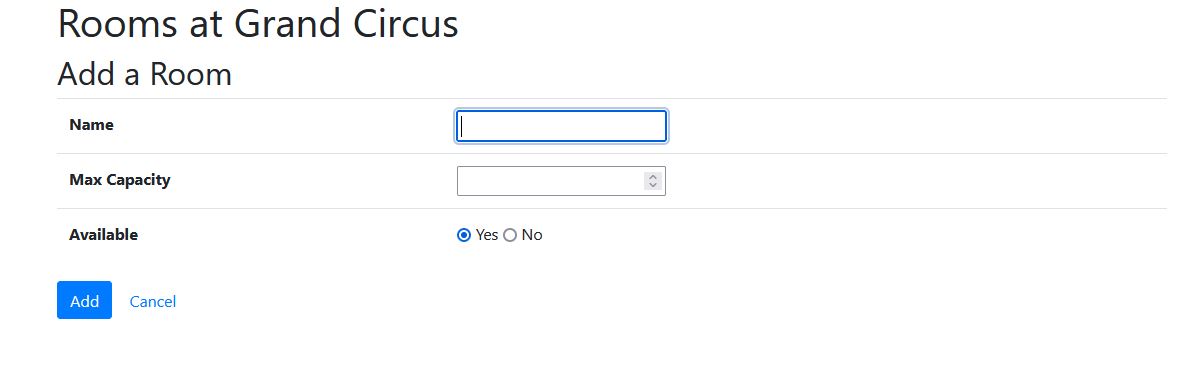 Rooms at Grand Circus
Add a Room
Name
Max Capacity
Available Yes No
Add Cancel